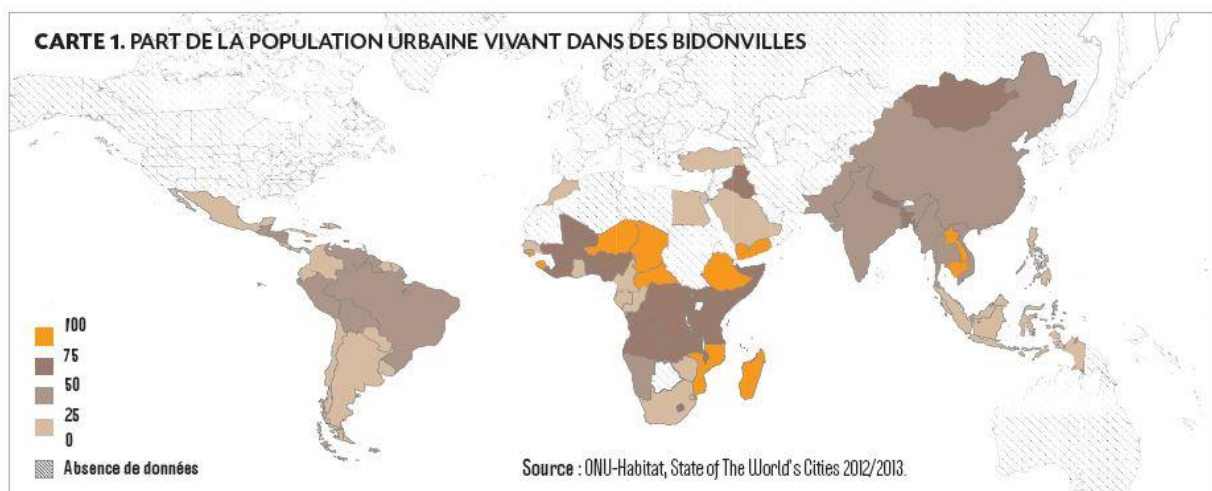 CARTE 1. PART DE LA POPULATION URBAINE VIVANT DANS DES BIDONVILLES
100
75
50
25
0
Absence de données
Source : ONU-Habitat, State of The World's Cities 2012/2013.